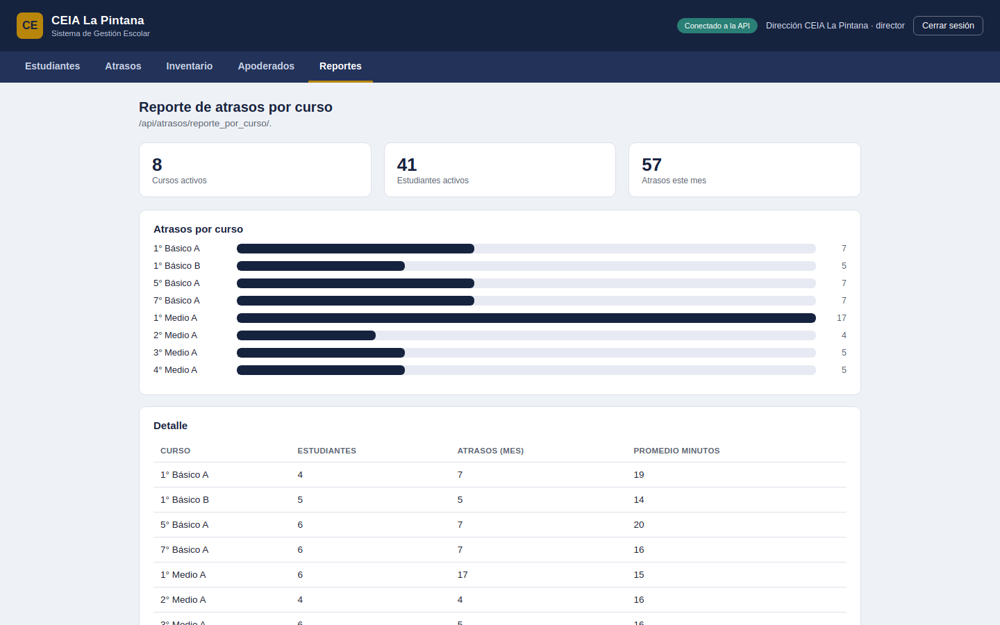 CE
CEIA La Pintana
Sistema de Gestión Escolar
Conectado a la API
Dirección CEIA La Pintana · director
Cerrar sesión
Estudiantes
Atrasos
Inventario
Apoderados
Reportes
Reporte de atrasos por curso
/api/atrasos/reporte_por_curso/.
8
Cursos activos
41
Estudiantes activos
57
Atrasos este mes
Atrasos por curso
1° Básico A 7
1° Básico B 5
5° Básico A 7
7° Básico A 7
1° Medio A 17
2° Medio A 4
3° Medio A 5
4° Medio A 5
Detalle
CURSO ESTUDIANTES ATRASOS (MES) PROMEDIO MINUTOS
1° Básico A 4 7 19
1° Básico B 5 5 14
5° Básico A 6 7 20
7° Básico A 6 7 16
1° Medio A 6 17 15
2° Medio A 4 4 16
3° Medio A 6 5 16